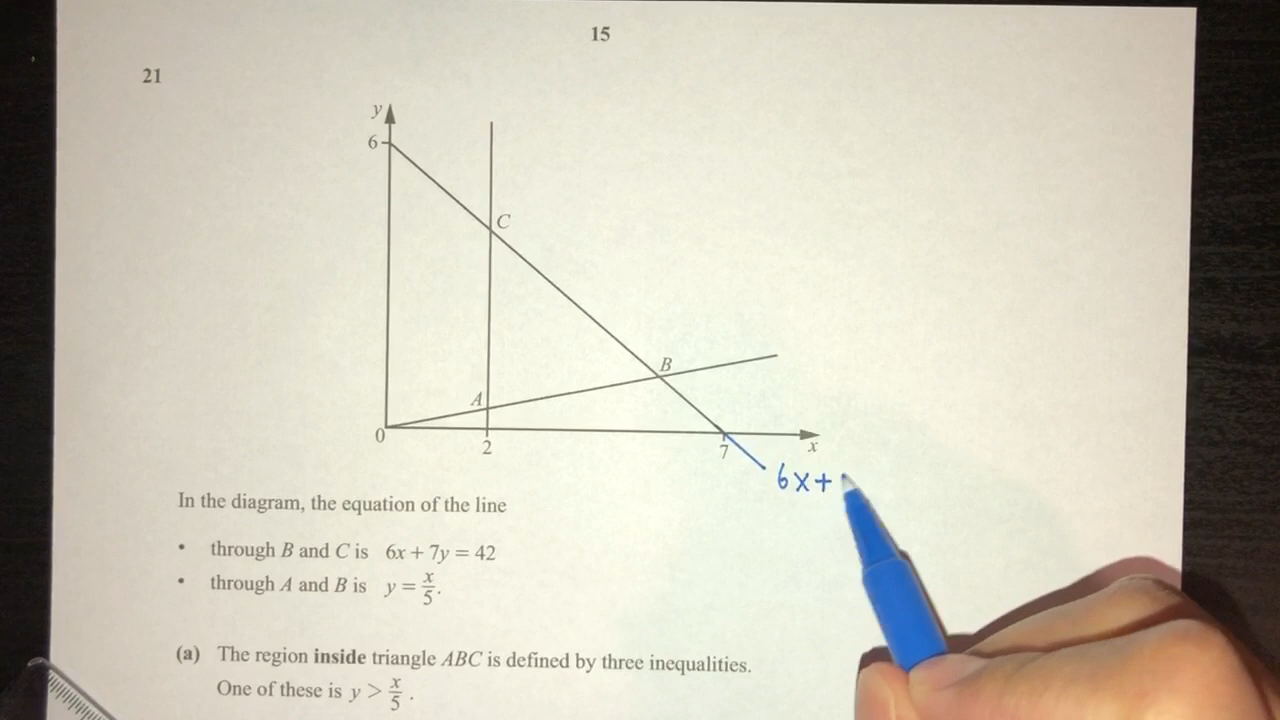 15
21
y
6
C
B
A
0
2
7
x
6x+
In the diagram, the equation of the line
• through B and C is 6x + 7y = 42
• through A and B is y = x/5.
(a) The region inside triangle ABC is defined by three inequalities.
One of these is y > x/5.